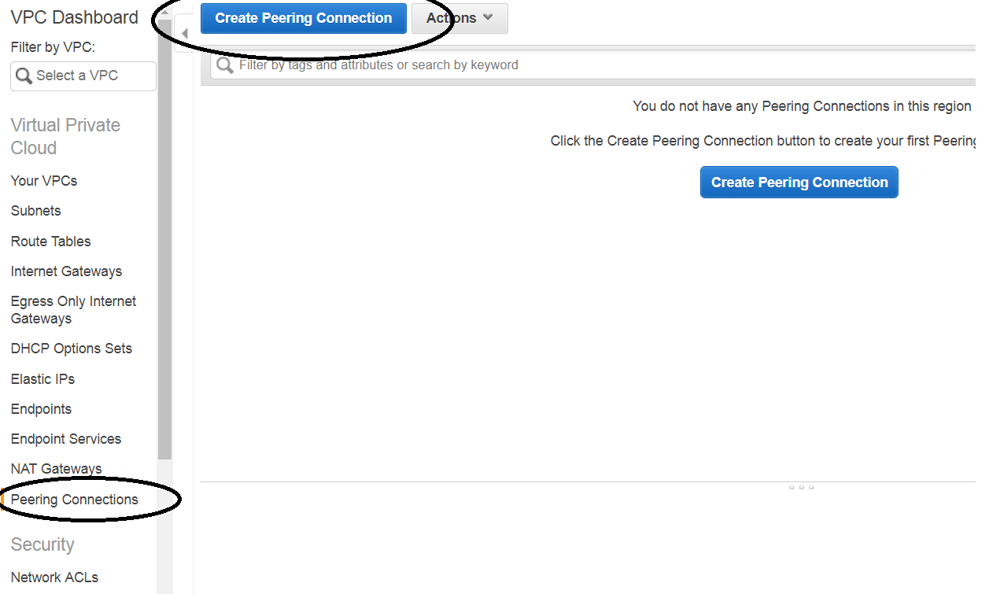 VPC Dashboard
Filter by VPC:
Select a VPC
Virtual Private
Cloud
Your VPCs
Subnets
Route Tables
Internet Gateways
Egress Only Internet
Gateways
DHCP Options Sets
Elastic IPs
Endpoints
Endpoint Services
NAT Gateways
Peering Connections
Security
Network ACLs
Create Peering Connection
Actions
Filter by tags and attributes or search by keyword
You do not have any Peering Connections in this region
Click the Create Peering Connection button to create your first Peering
Create Peering Connection